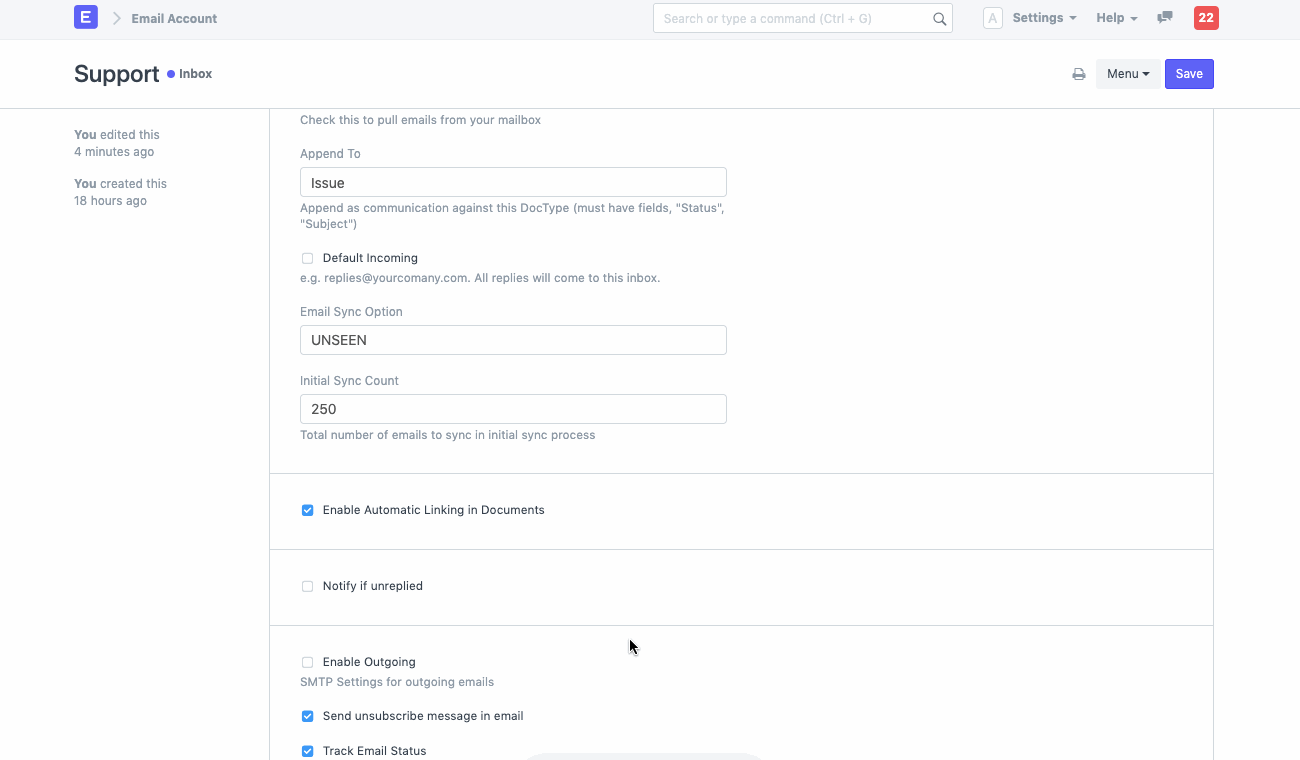 E
Email Account
Search or type a command (Ctrl + G)
A
Settings
Help
22
Support
Inbox
Menu
Save
You edited this
4 minutes ago
You created this
18 hours ago
Check this to pull emails from your mailbox
Append To
Issue
Append as communication against this DocType (must have fields, "Status",
"Subject")
Default Incoming
e.g. replies@yourcomany.com. All replies will come to this inbox.
Email Sync Option
UNSEEN
Initial Sync Count
250
Total number of emails to sync in initial sync process
Enable Automatic Linking in Documents
Notify if unreplied
Enable Outgoing
SMTP Settings for outgoing emails
Send unsubscribe message in email
Track Email Status